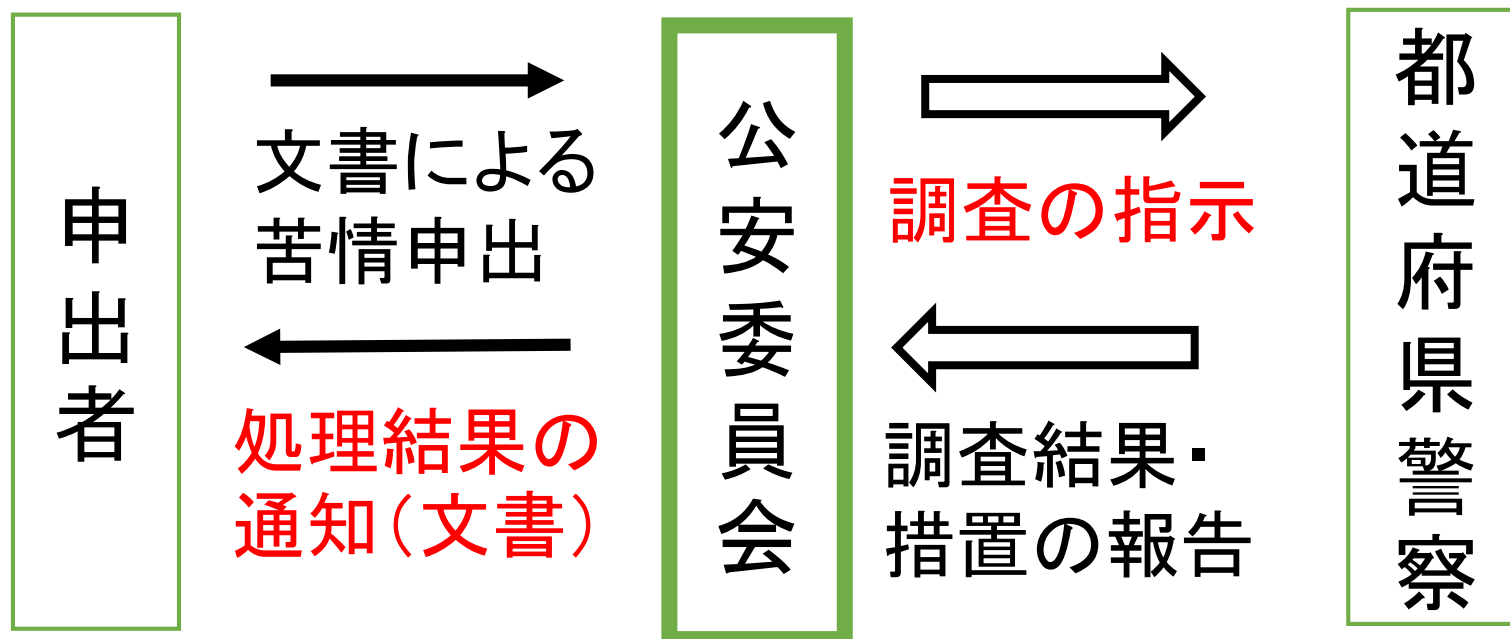 申出者
文書による
苦情申出
処理結果の
通知(文書)
公安委員会
調査の指示
調査結果・
措置の報告
都道府県警察